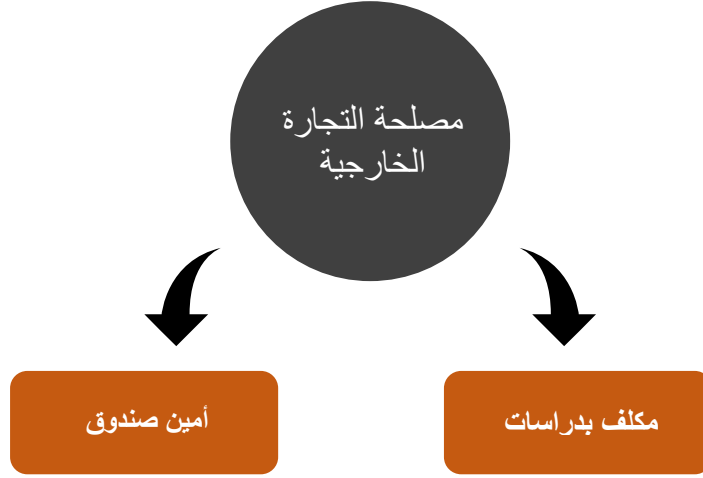 مصلحة التجارة
الخارجية
مكلف بدراسات
أمين صندوق